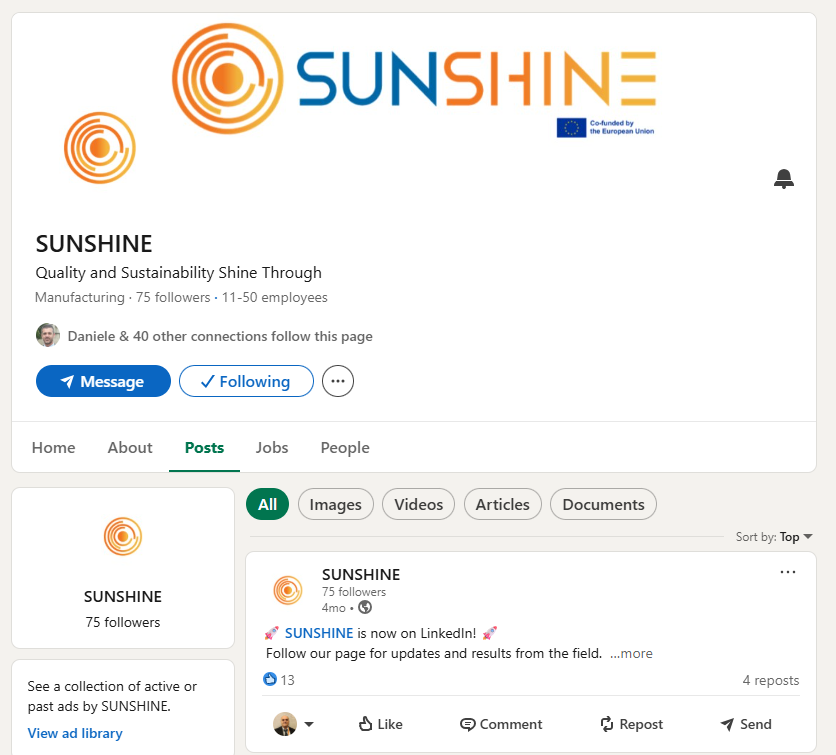 SUNSHINE
Co-funded by
the European Union
SUNSHINE
Quality and Sustainability Shine Through
Manufacturing · 75 followers · 11-50 employees
Daniele & 40 other connections follow this page
Message
Following
Home
About
Posts
Jobs
People
SUNSHINE
75 followers
See a collection of active or
past ads by SUNSHINE.
View ad library
All
Images
Videos
Articles
Documents
Sort by: Top
SUNSHINE
75 followers
4mo •
🚀 SUNSHINE is now on LinkedIn! 🚀
Follow our page for updates and results from the field. ...more
13
4 reposts
Like
Comment
Repost
Send